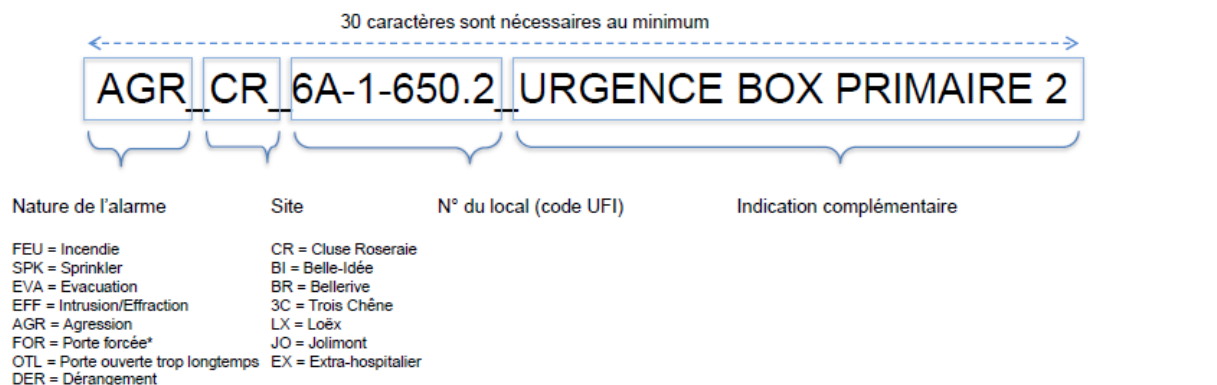 30 caractères sont nécessaires au minimum
AGR_CR_6A-1-650.2_URGENCE BOX PRIMAIRE 2
Nature de l'alarme Site N° du local (code UFI) Indication complémentaire
FEU = Incendie CR = Cluse Roseraie
SPK = Sprinkler BI = Belle-Idée
EVA = Evacuation BR = Bellerive
EFF = Intrusion/Effraction 3C = Trois Chêne
AGR = Agression LX = Loëx
FOR = Porte forcée* JO = Jolimont
OTL = Porte ouverte trop longtemps EX = Extra-hospitalier
DER = Dérangement